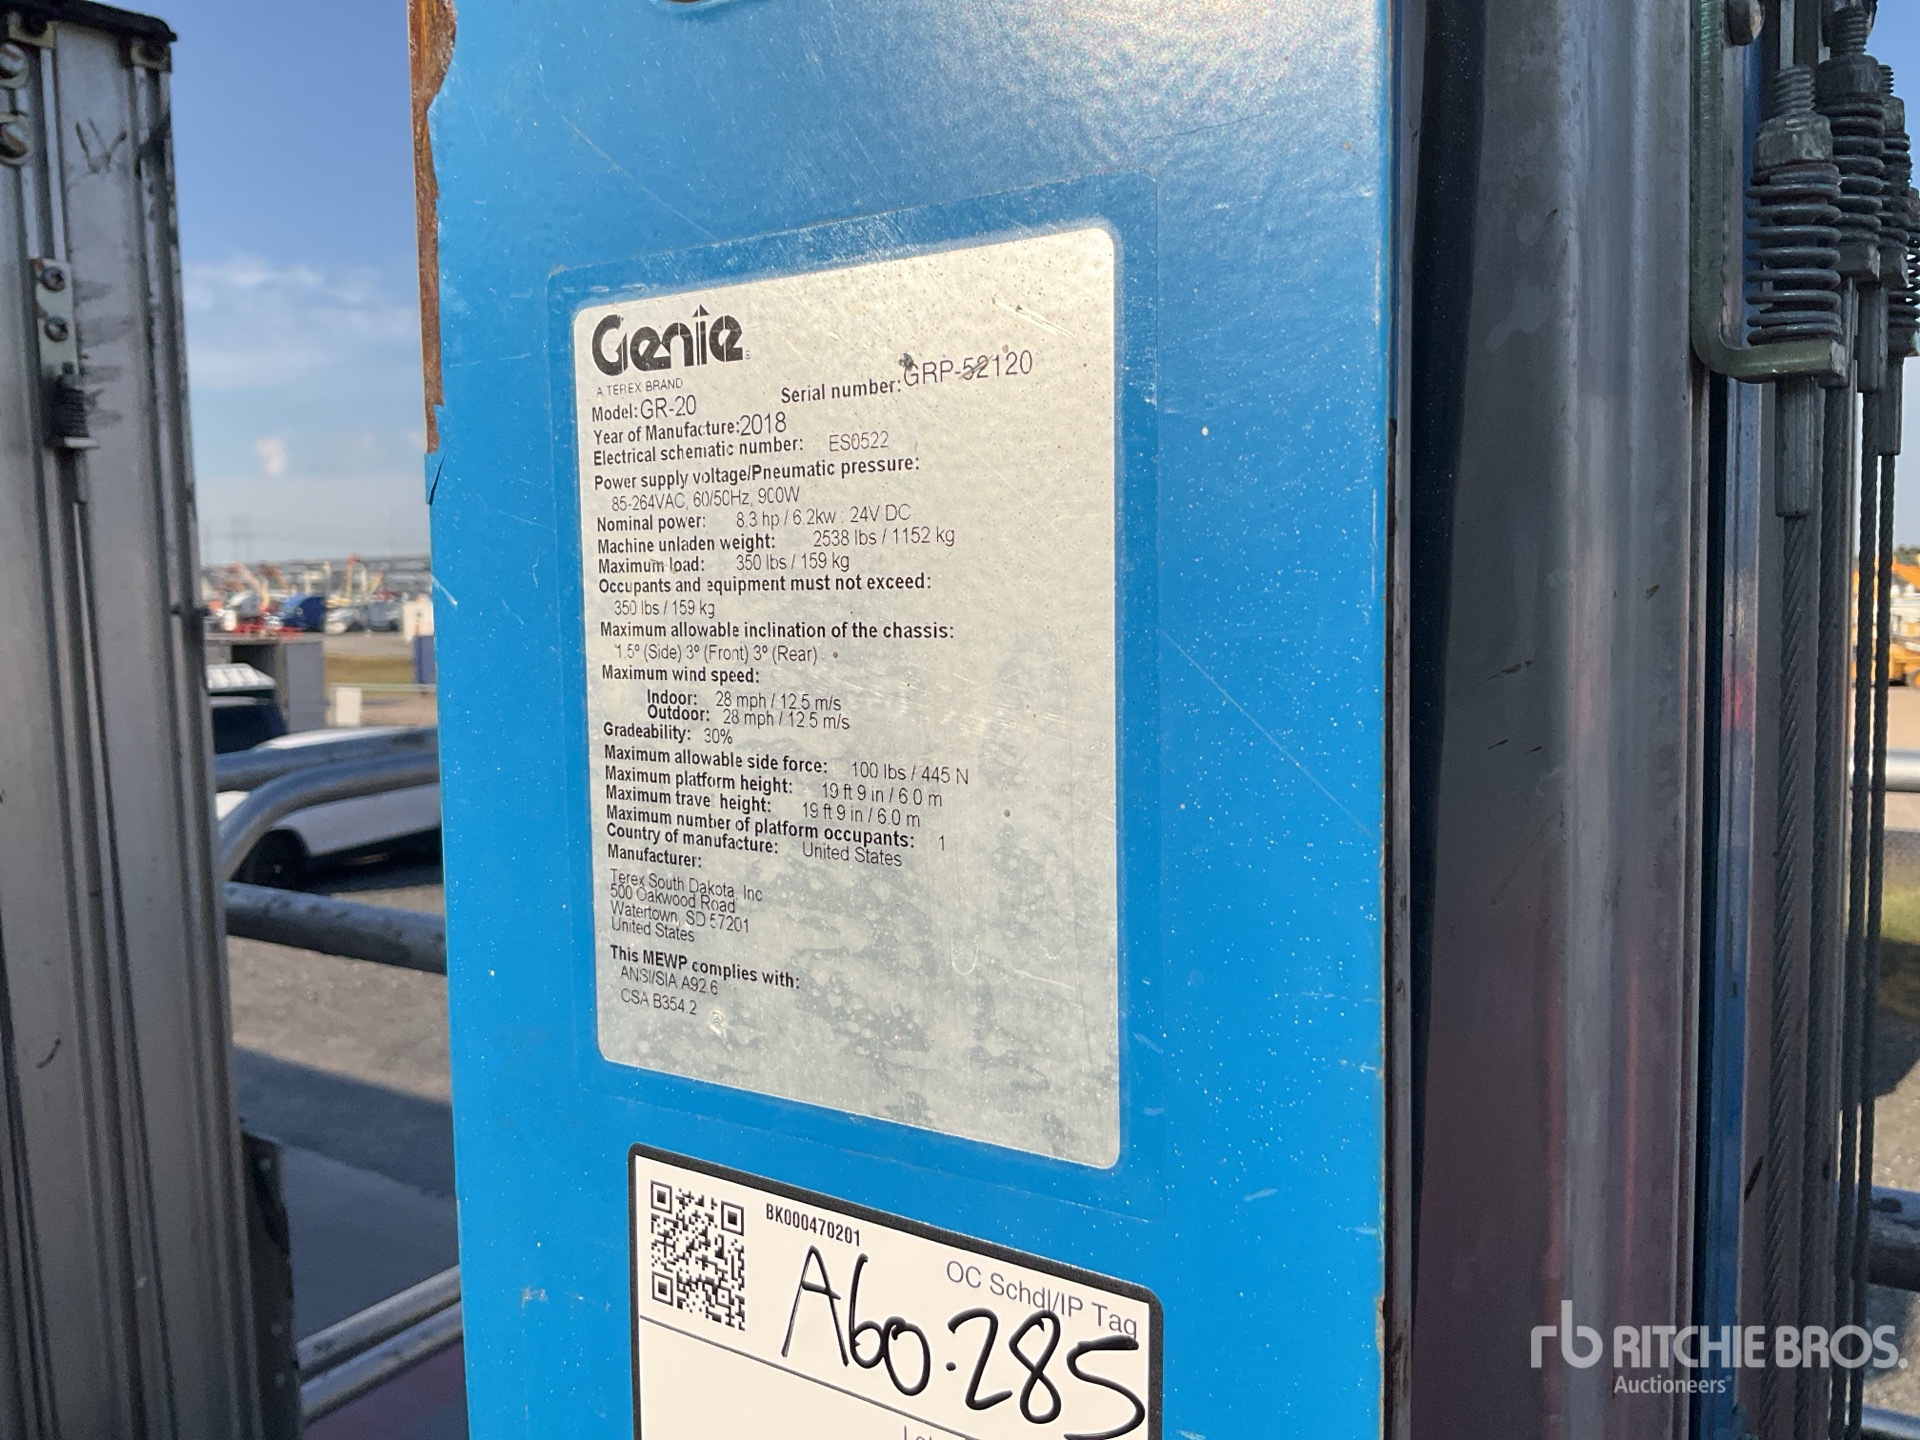 Genie
A TEREX BRAND
Model: GR-20
Serial number: GRP-52120
Year of Manufacture: 2018
Electrical schematic number: ES0522
Power supply voltage/Pneumatic pressure:
85-264VAC, 60/50Hz, 900W
Nominal power: 8.3 hp / 6.2kw : 24V DC
Machine unladen weight: 2538 lbs / 1152 kg
Maximum load: 350 lbs / 159 kg
Occupants and equipment must not exceed:
350 lbs / 159 kg
Maximum allowable inclination of the chassis:
1.5° (Side) 3° (Front) 3° (Rear)
Maximum wind speed:
Indoor: 28 mph / 12.5 m/s
Outdoor: 28 mph / 12.5 m/s
Gradeability: 30%
Maximum allowable side force: 100 lbs / 445 N
Maximum platform height: 19 ft 9 in / 6.0 m
Maximum travel height: 19 ft 9 in / 6.0 m
Maximum number of platform occupants: 1
Country of manufacture: United States
Manufacturer:
Terex South Dakota, Inc
500 Oakwood Road
Watertown, SD 57201
United States
This MEWP complies with:
ANSI/SIA A92.6
CSA B354.2
BK000470201
OC Schdl/IP Tag
A60.285
rb RITCHIE BROS.
Auctioneers